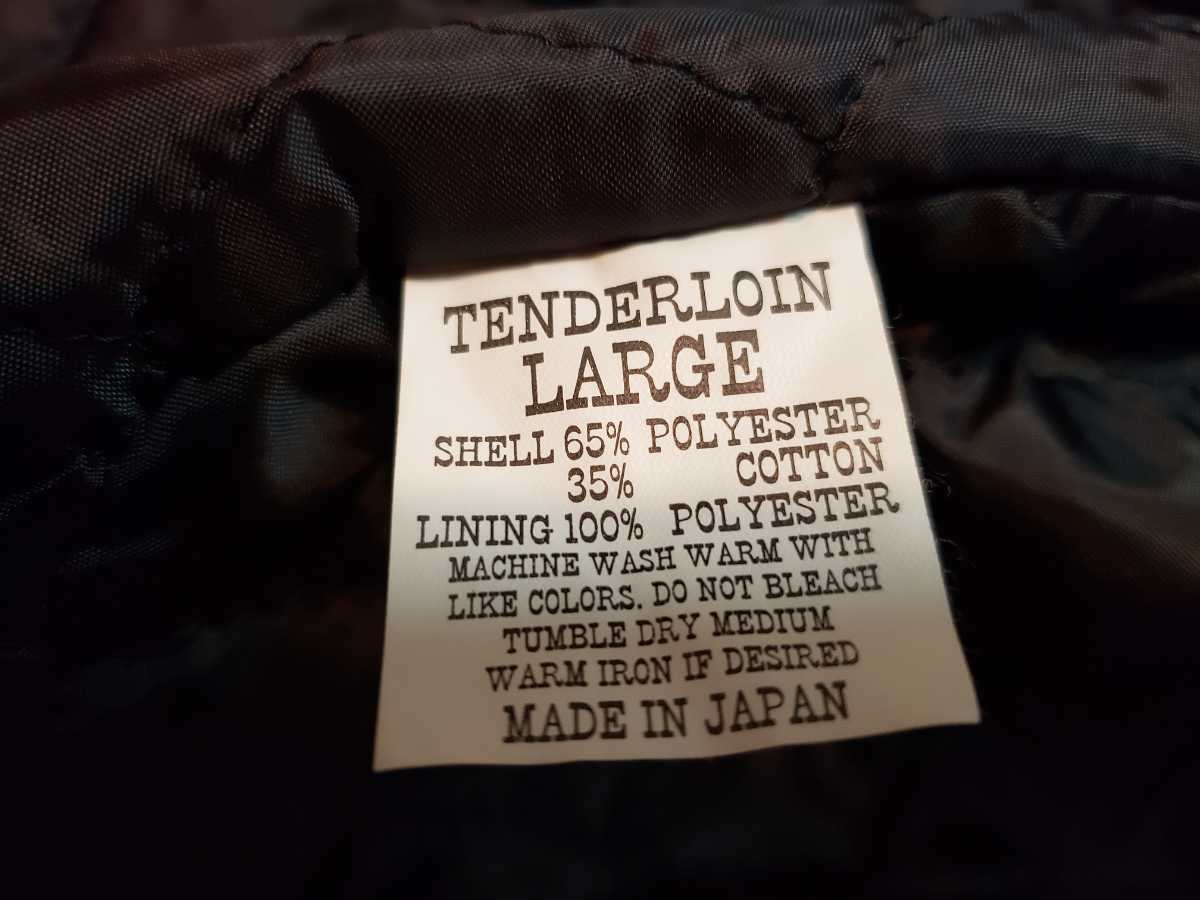 TENDERLOIN
LARGE
SHELL 65% POLYESTER
35% COTTON
LINING 100% POLYESTER
MACHINE WASH WARM WITH
LIKE COLORS. DO NOT BLEACH
TUMBLE DRY MEDIUM
WARM IRON IF DESIRED
MADE IN JAPAN